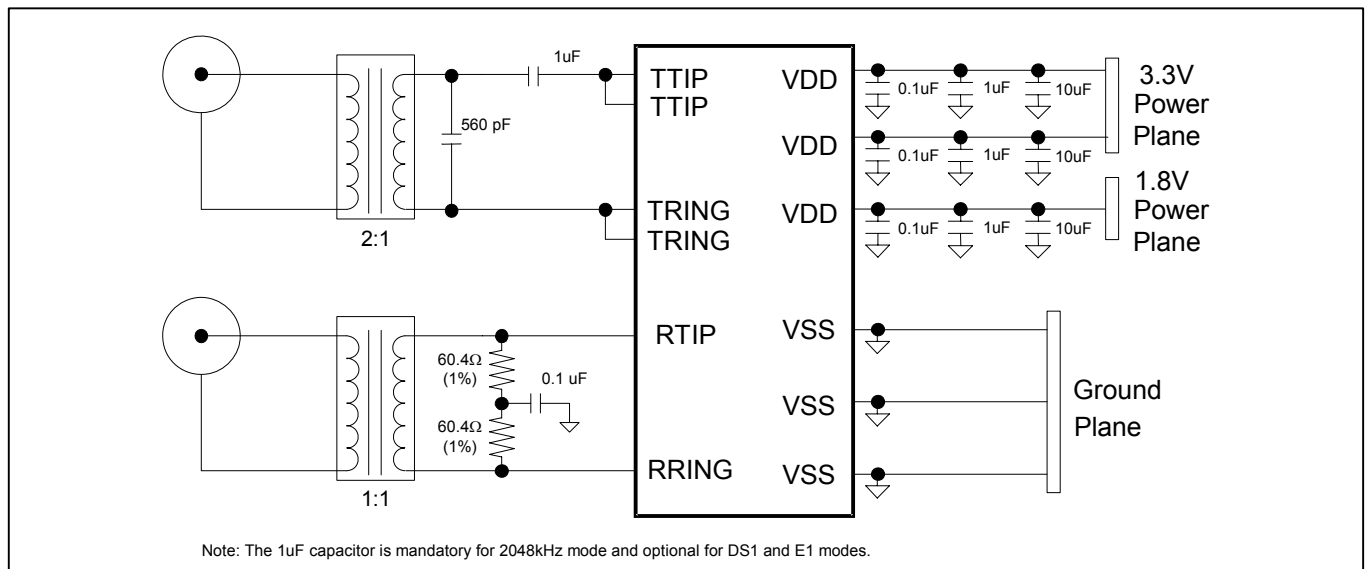 1uF
560 pF
2:1
TTIP
TTIP
TRING
TRING
VDD
0.1uF
1uF
10uF
VDD
0.1uF
1uF
10uF
VDD
0.1uF
1uF
10uF
3.3V
Power
Plane
1.8V
Power
Plane
1:1
60.4Ω
(1%)
0.1 uF
60.4Ω
(1%)
RTIP
RRING
VSS
VSS
VSS
Ground
Plane
Note: The 1uF capacitor is mandatory for 2048kHz mode and optional for DS1 and E1 modes.